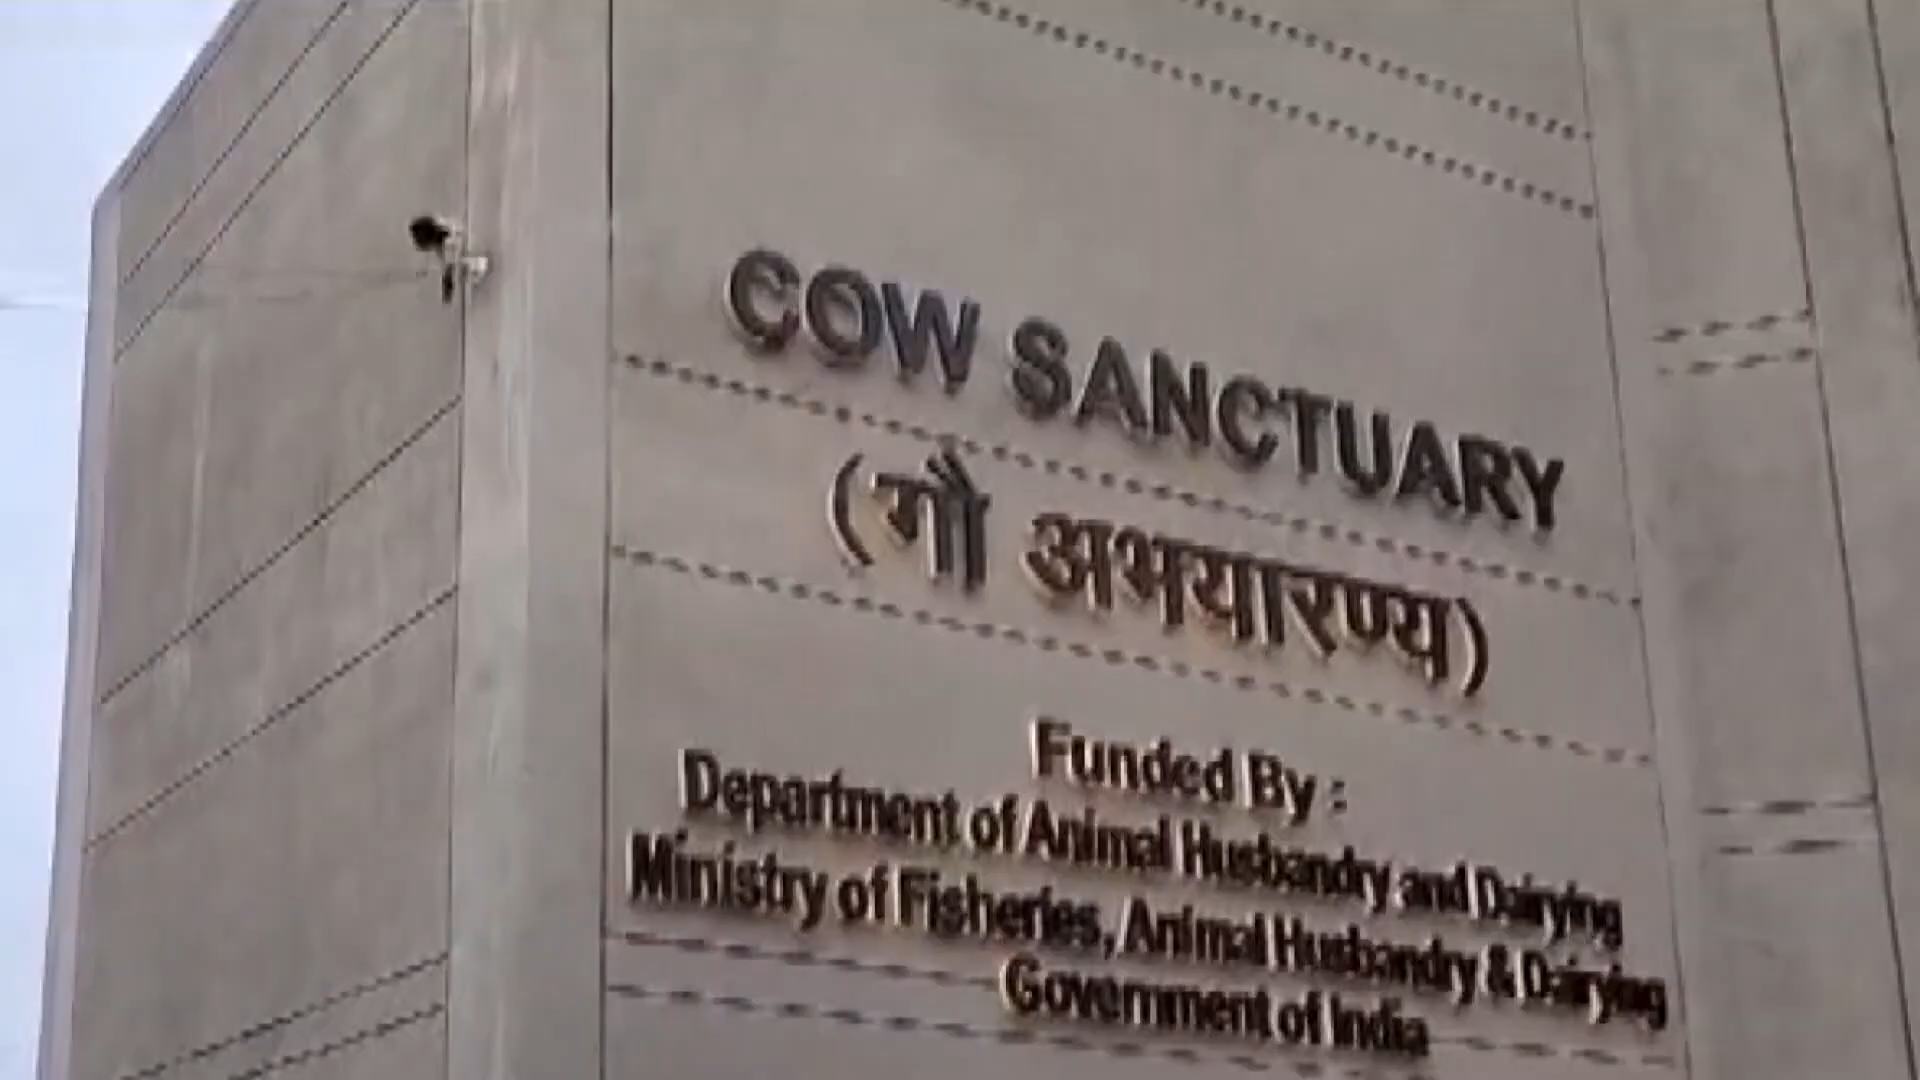 COW SANCTUARY
(गौ अभयारण्य)
Funded By :
Department of Animal Husbandry and Dairying
Ministry of Fisheries, Animal Husbandry & Dairying
Government of India